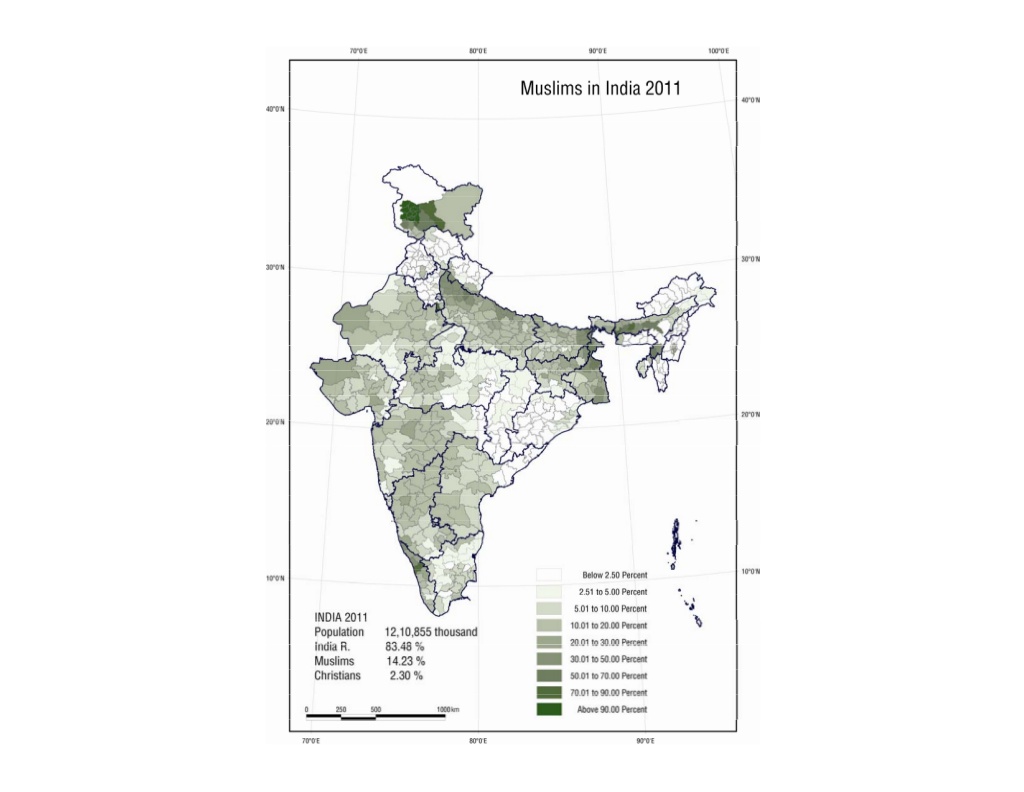 70°0'E 80°0'E 90°0'E 100°0'E
Muslims in India 2011
40°0'N 40°0'N
30°0'N 30°0'N
20°0'N 20°0'N
10°0'N 10°0'N
Below 2.50 Percent
2.51 to 5.00 Percent
5.01 to 10.00 Percent
10.01 to 20.00 Percent
20.01 to 30.00 Percent
30.01 to 50.00 Percent
50.01 to 70.00 Percent
70.01 to 90.00 Percent
Above 90.00 Percent
INDIA 2011
Population 12,10,855 thousand
India R. 83.48 %
Muslims 14.23 %
Christians 2.30 %
0 250 500 1000 km
70°0'E 80°0'E 90°0'E